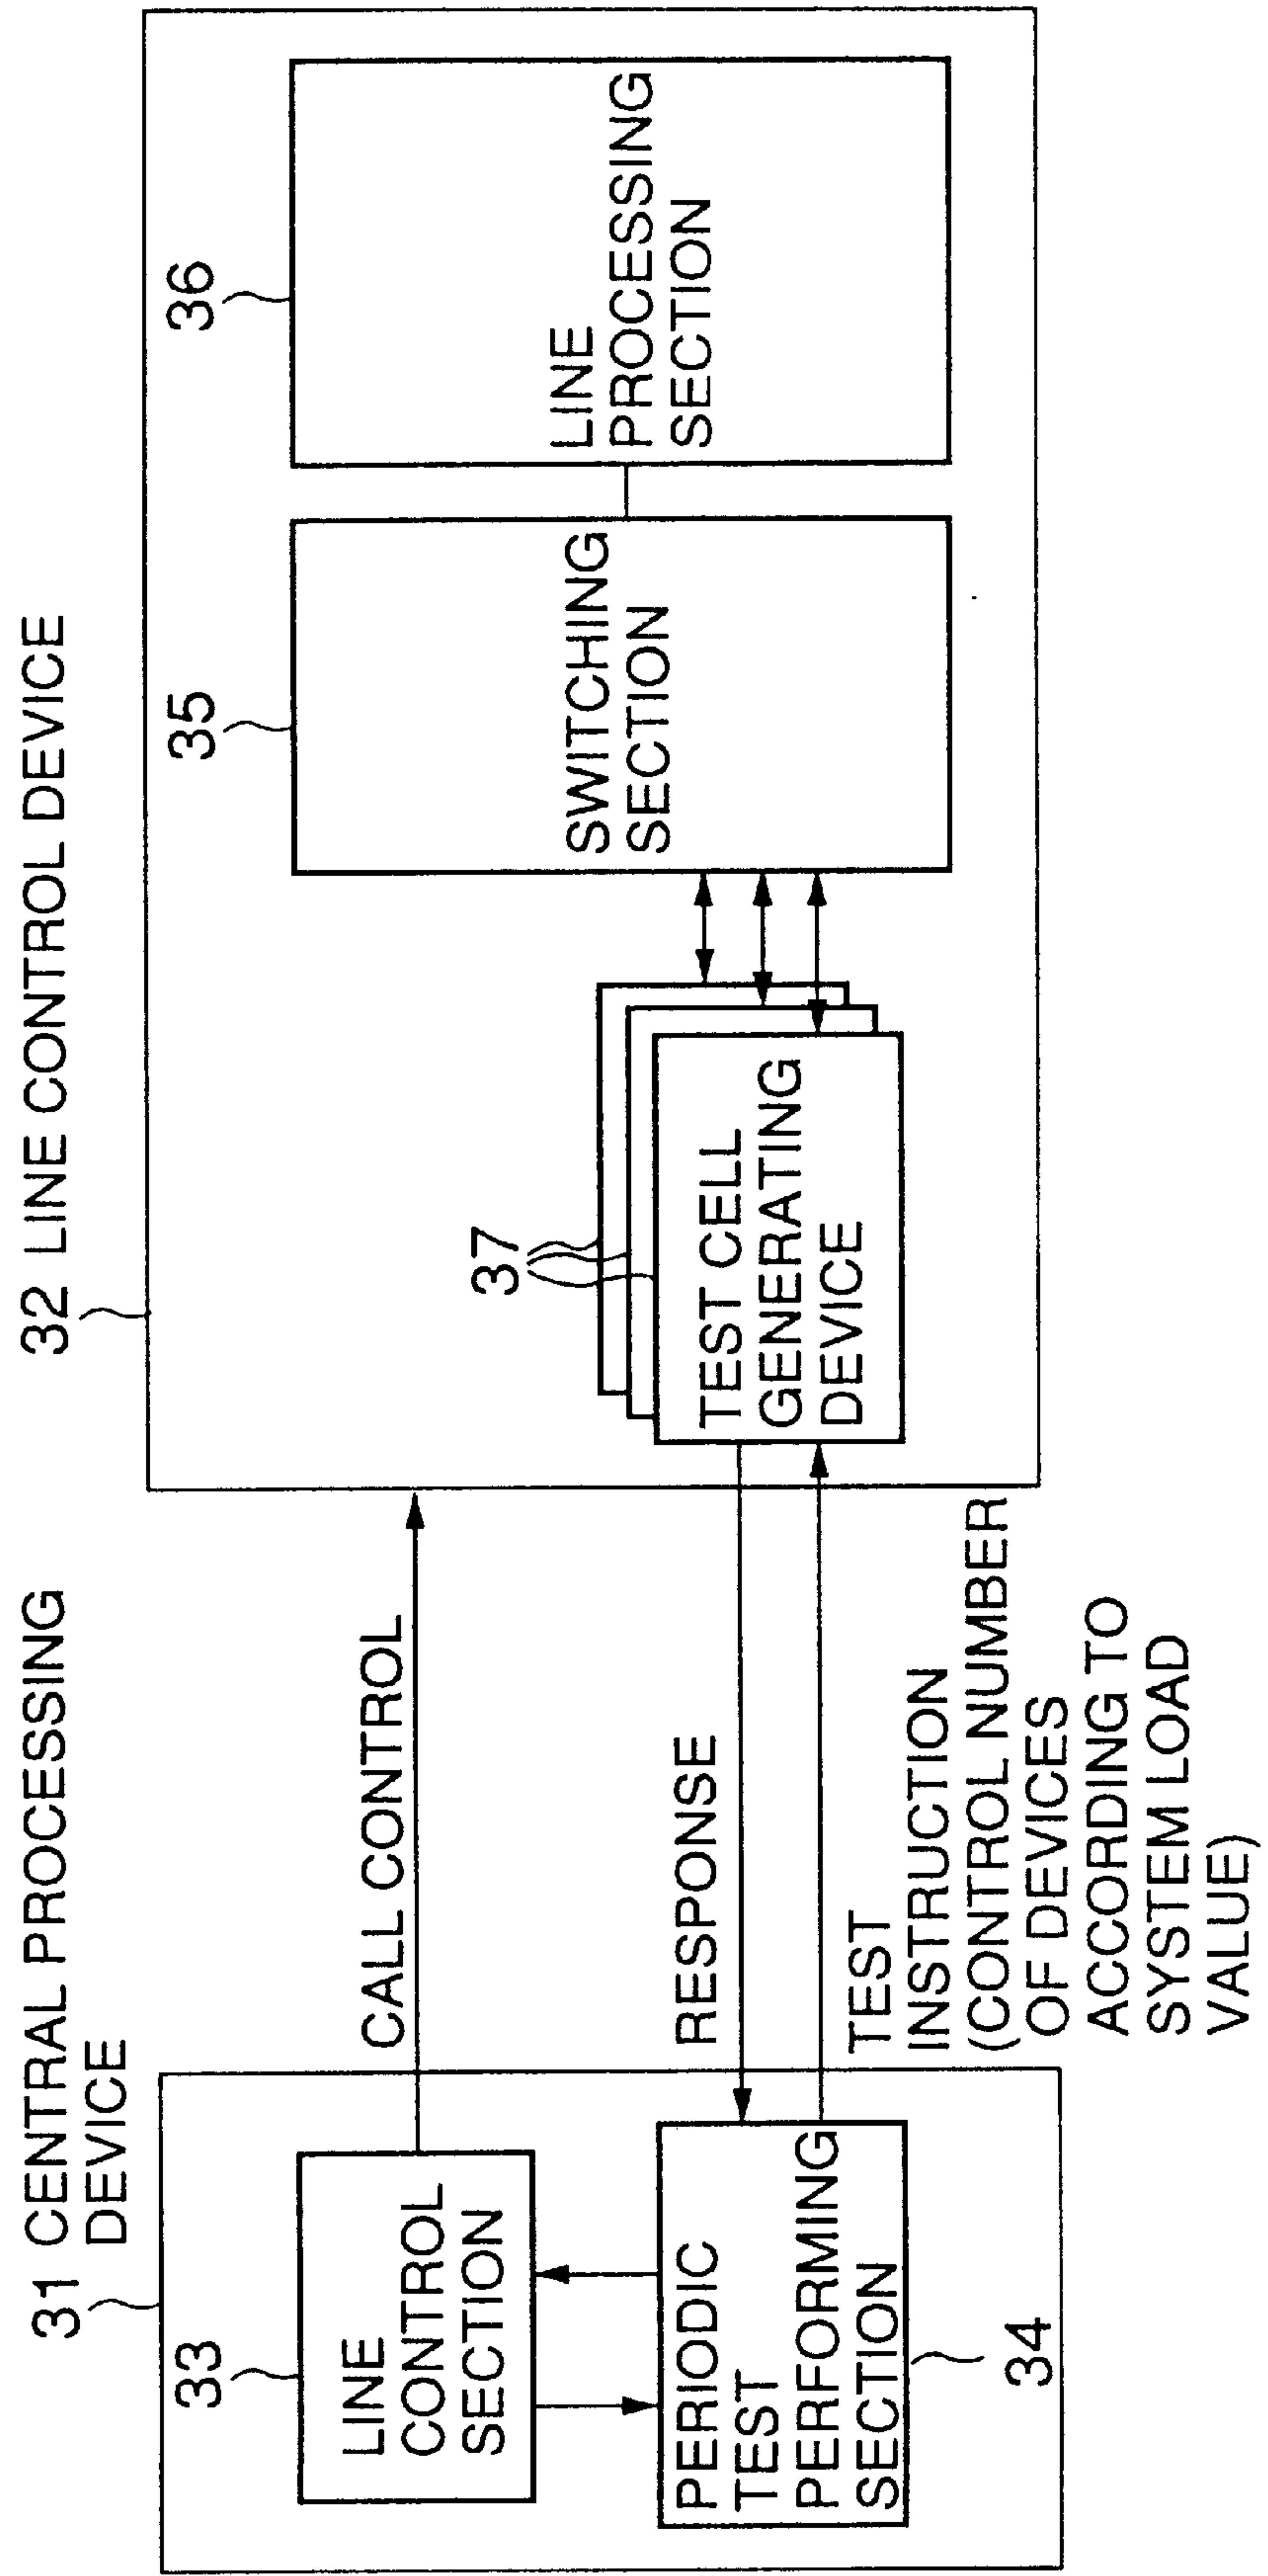 31 CENTRAL PROCESSING
DEVICE
33
LINE
CONTROL
SECTION
PERIODIC
TEST
PERFORMING
SECTION
34
CALL CONTROL
RESPONSE
TEST
INSTRUCTION
(CONTROL NUMBER
OF DEVICES
ACCORDING TO
SYSTEM LOAD
VALUE)
32 LINE CONTROL DEVICE
37
TEST CELL
GENERATING
DEVICE
35
SWITCHING
SECTION
36
LINE
PROCESSING
SECTION